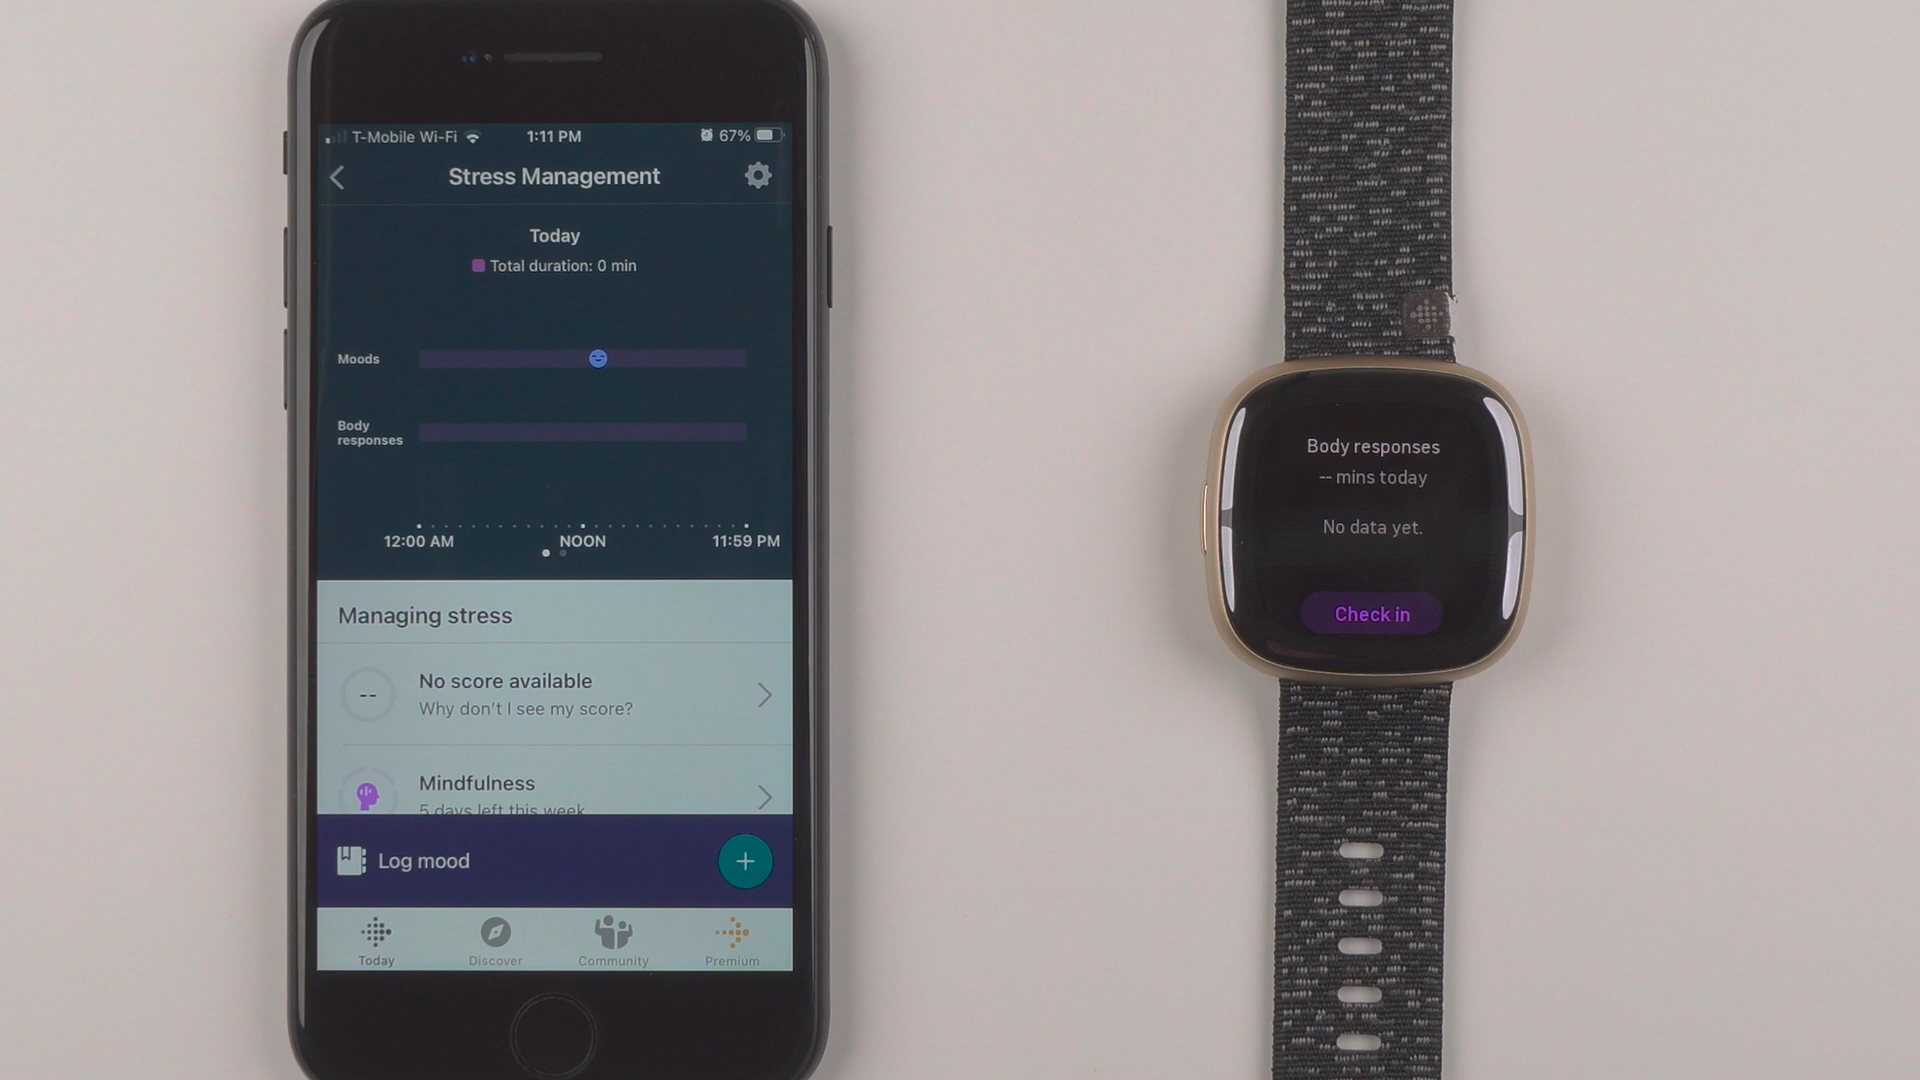 T-Mobile Wi-Fi 1:11 PM 67%
Stress Management
Today
Total duration: 0 min
Moods
Body
responses
12:00 AM NOON 11:59 PM
Managing stress
--
No score available
Why don't I see my score?
Mindfulness
5 days left this week
Log mood
+
Today Discover Community Premium
Body responses
-- mins today
No data yet.
Check in